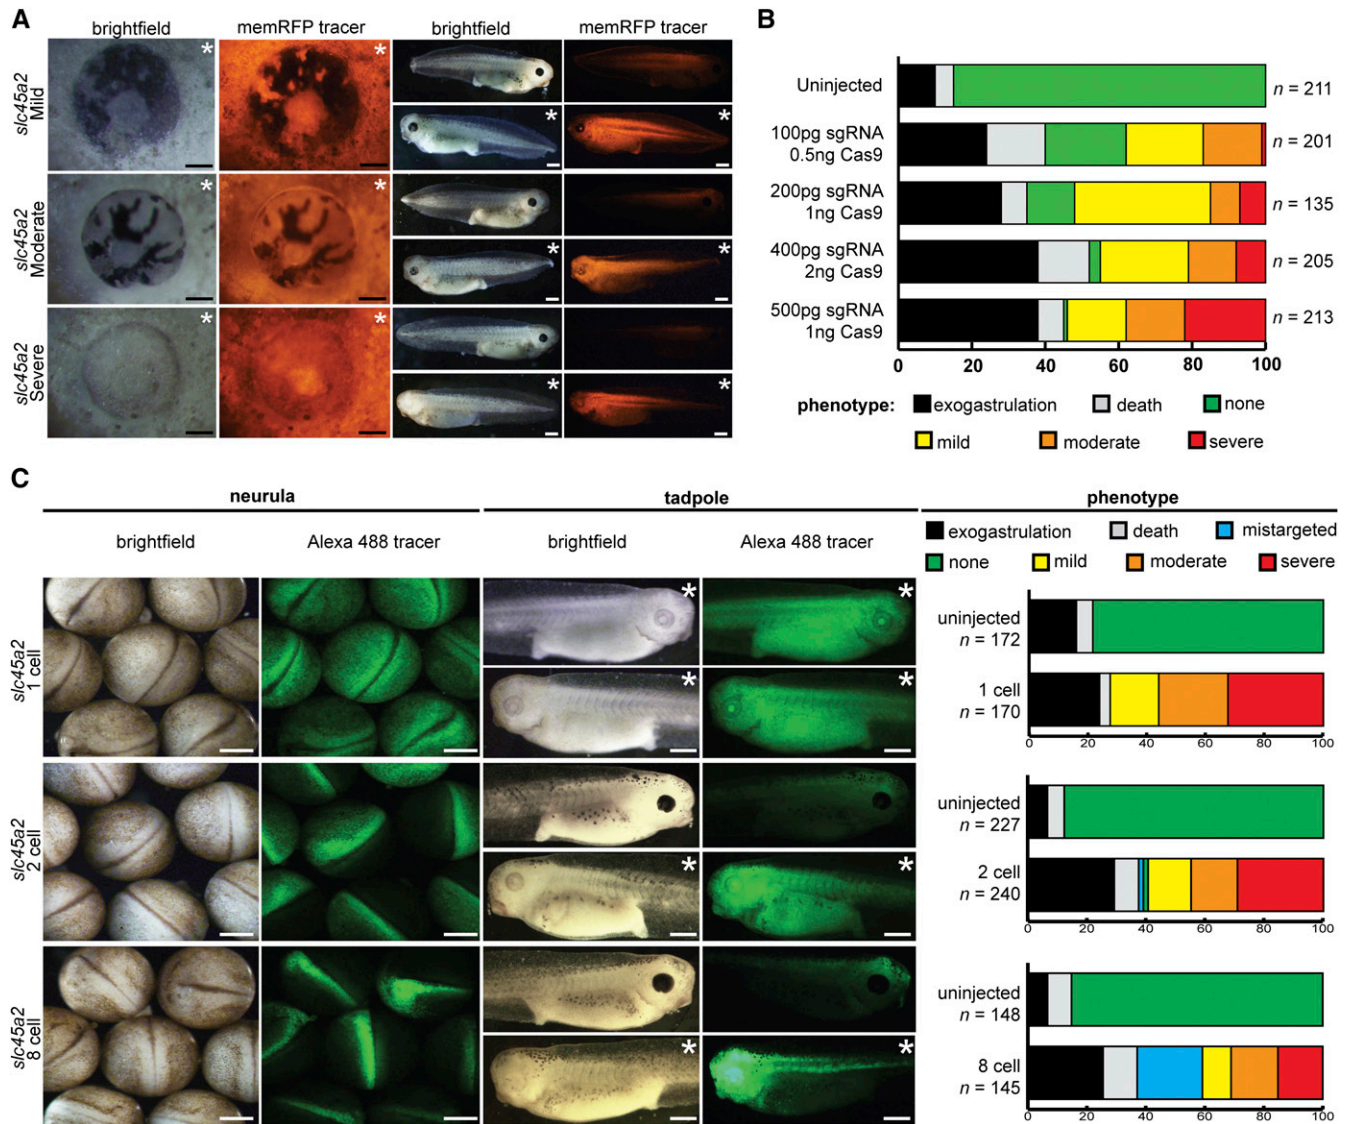 A
brightfield
memRFP tracer
brightfield
memRFP tracer
slc45a2
Mild
*
*
*
*
slc45a2
Moderate
*
*
*
*
slc45a2
Severe
*
*
*
*
B
Uninjected
n = 211
100pg sgRNA
0.5ng Cas9
n = 201
200pg sgRNA
1ng Cas9
n = 135
400pg sgRNA
2ng Cas9
n = 205
500pg sgRNA
1ng Cas9
n = 213
0 20 40 60 80 100
phenotype: exogastrulation death none
mild moderate severe
C
neurula
tadpole
phenotype
brightfield
Alexa 488 tracer
brightfield
Alexa 488 tracer
exogastrulation death mistargeted
none mild moderate severe
slc45a2
1 cell
*
*
*
*
uninjected
n = 172
1 cell
n = 170
0 20 40 60 80 100
slc45a2
2 cell
*
*
uninjected
n = 227
2 cell
n = 240
0 20 40 60 80 100
slc45a2
8 cell
*
*
uninjected
n = 148
8 cell
n = 145
0 20 40 60 80 100